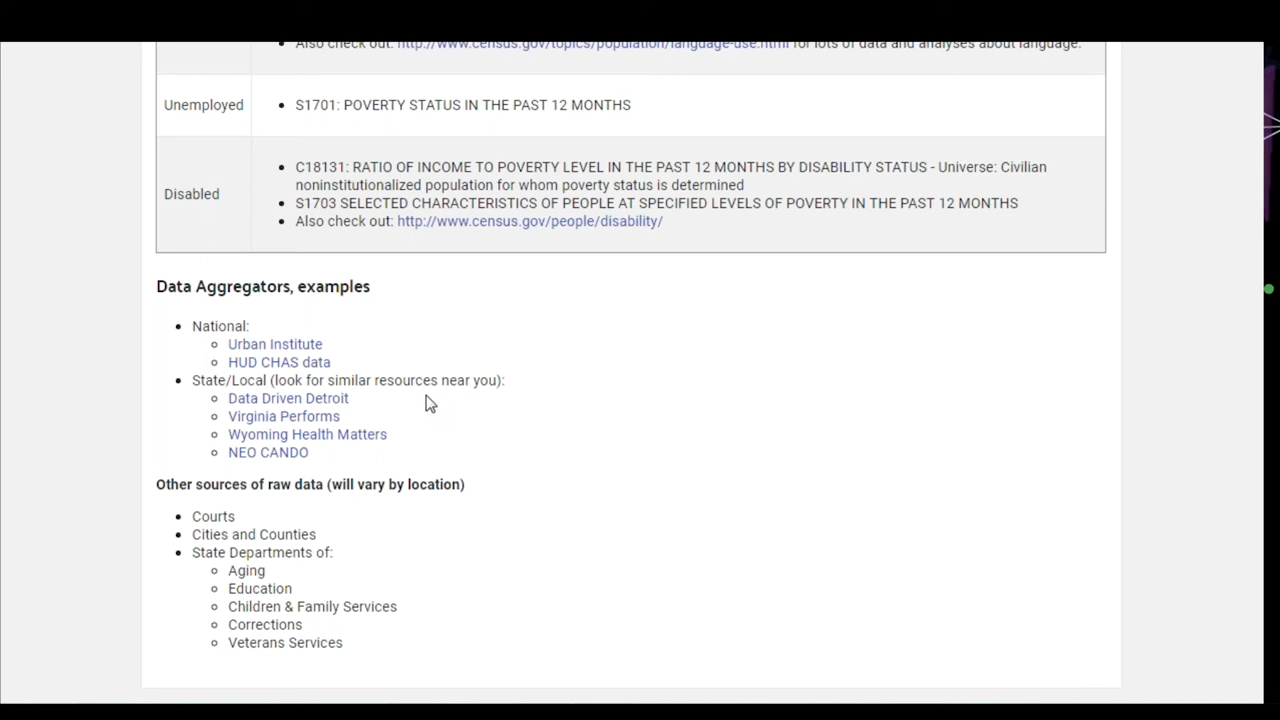 • Also check out: http://www.census.gov/topics/population/language-use.html for lots of data and analyses about language.
Unemployed
• S1701: POVERTY STATUS IN THE PAST 12 MONTHS
Disabled
• C18131: RATIO OF INCOME TO POVERTY LEVEL IN THE PAST 12 MONTHS BY DISABILITY STATUS - Universe: Civilian
noninstitutionalized population for whom poverty status is determined
• S1703 SELECTED CHARACTERISTICS OF PEOPLE AT SPECIFIED LEVELS OF POVERTY IN THE PAST 12 MONTHS
• Also check out: http://www.census.gov/people/disability/
Data Aggregators, examples
• National:
◦ Urban Institute
◦ HUD CHAS data
• State/Local (look for similar resources near you):
◦ Data Driven Detroit
◦ Virginia Performs
◦ Wyoming Health Matters
◦ NEO CANDO
Other sources of raw data (will vary by location)
• Courts
• Cities and Counties
• State Departments of:
◦ Aging
◦ Education
◦ Children & Family Services
◦ Corrections
◦ Veterans Services